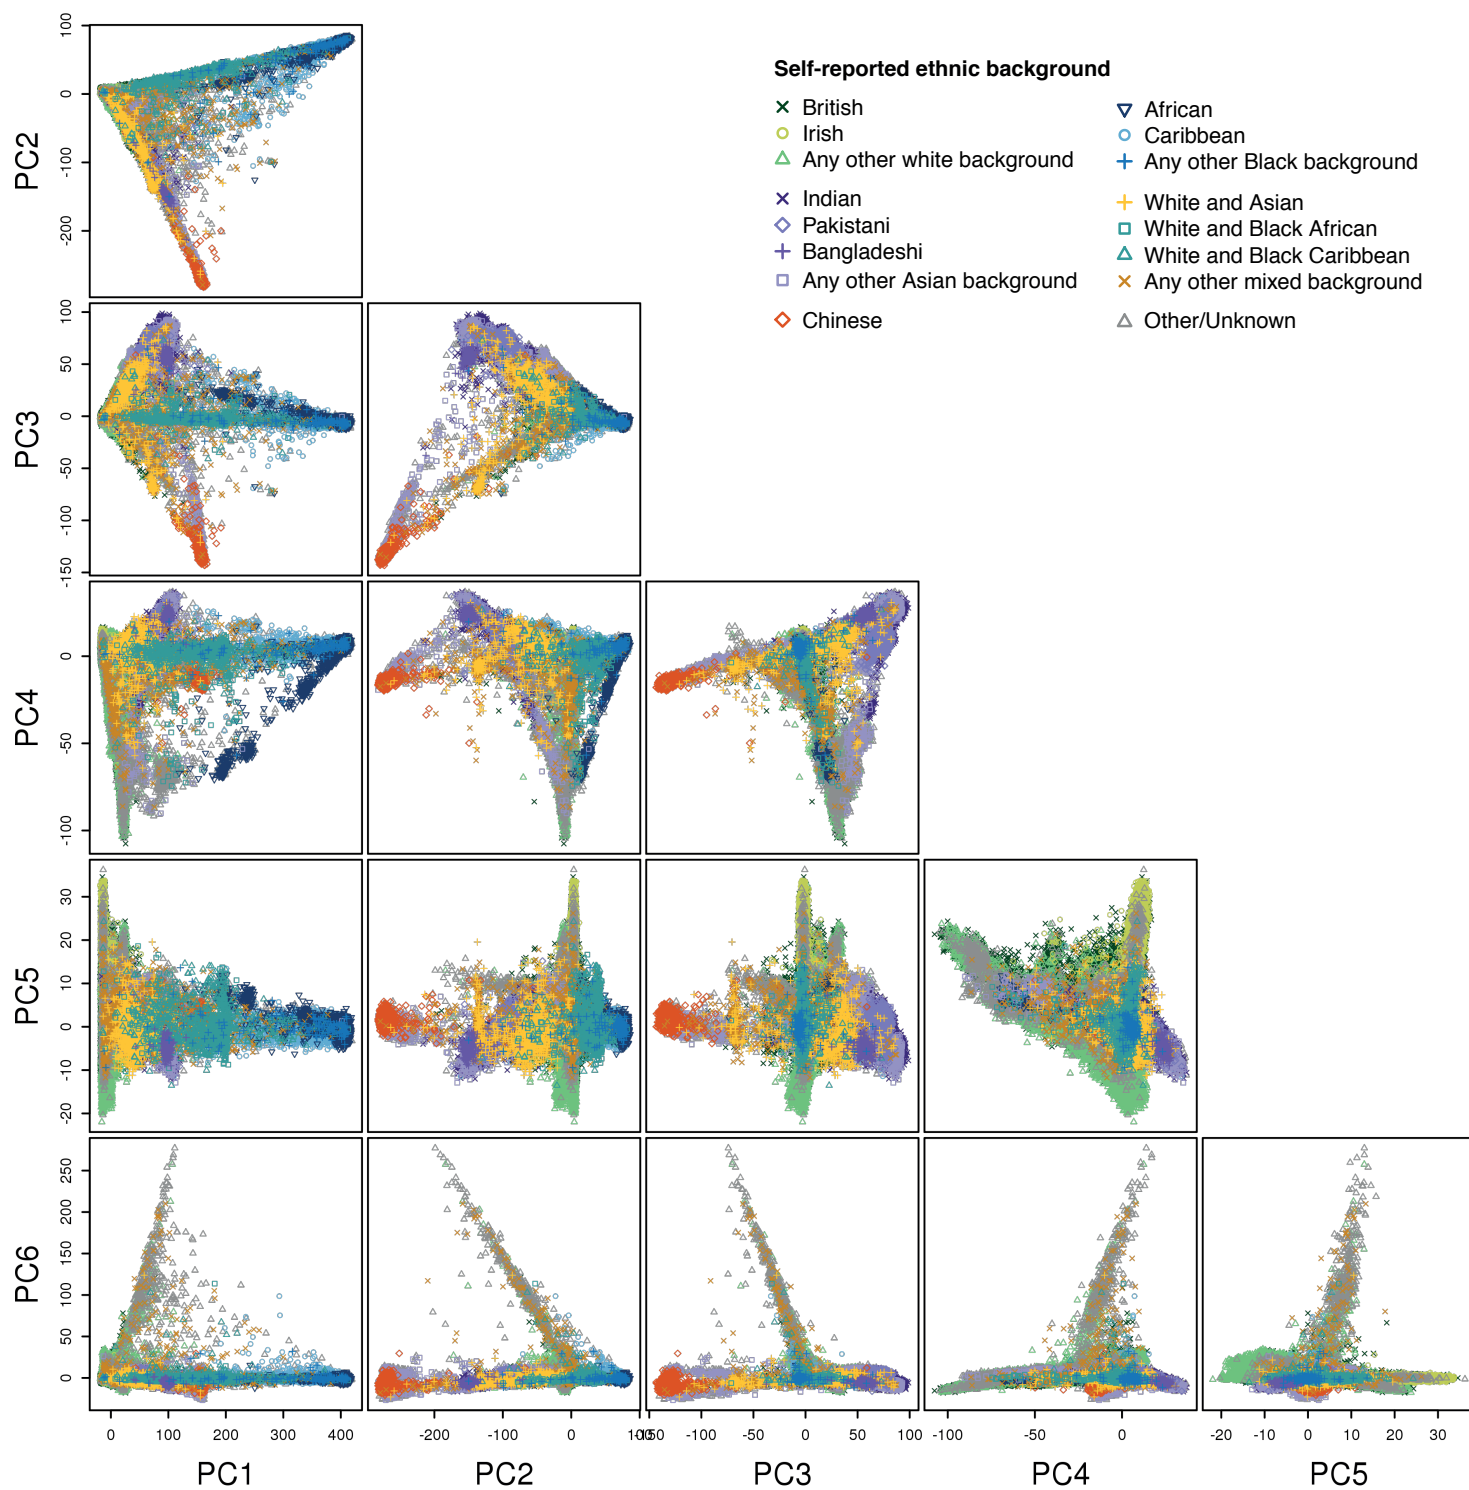 Self-reported ethnic background
British
Irish
Any other white background
Indian
Pakistani
Bangladeshi
Any other Asian background
Chinese
African
Caribbean
Any other Black background
White and Asian
White and Black African
White and Black Caribbean
Any other mixed background
Other/Unknown
PC2
100
0
-100
-200
PC3
100
50
0
-50
-100
-150
PC4
0
-50
-100
PC5
30
20
10
0
-10
-20
PC6
250
200
150
100
50
0
0 100 200 300 400
-200 -100 0 100
-150 -100 -50 0 50 100
-100 -50 0
-20 -10 0 10 20 30
PC1 PC2 PC3 PC4 PC5